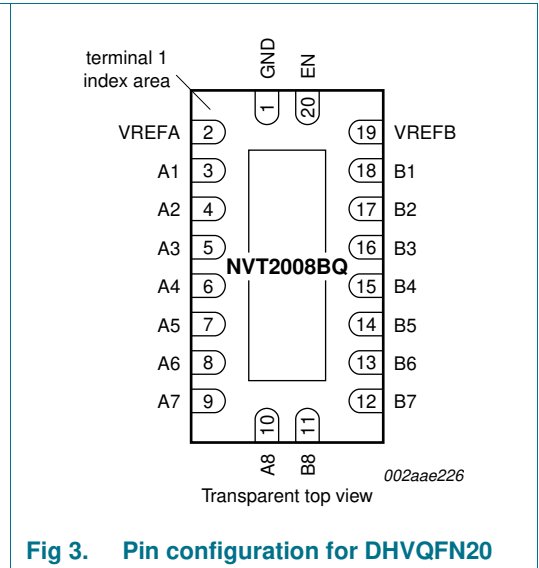 terminal 1
index area
GND
EN
1
20
VREFA 2 19 VREFB
A1 3 18 B1
A2 4 17 B2
A3 5 16 B3
NVT2008BQ
A4 6 15 B4
A5 7 14 B5
A6 8 13 B6
A7 9 12 B7
10
11
A8
B8
002aae226
Transparent top view
Fig 3. Pin configuration for DHVQFN20